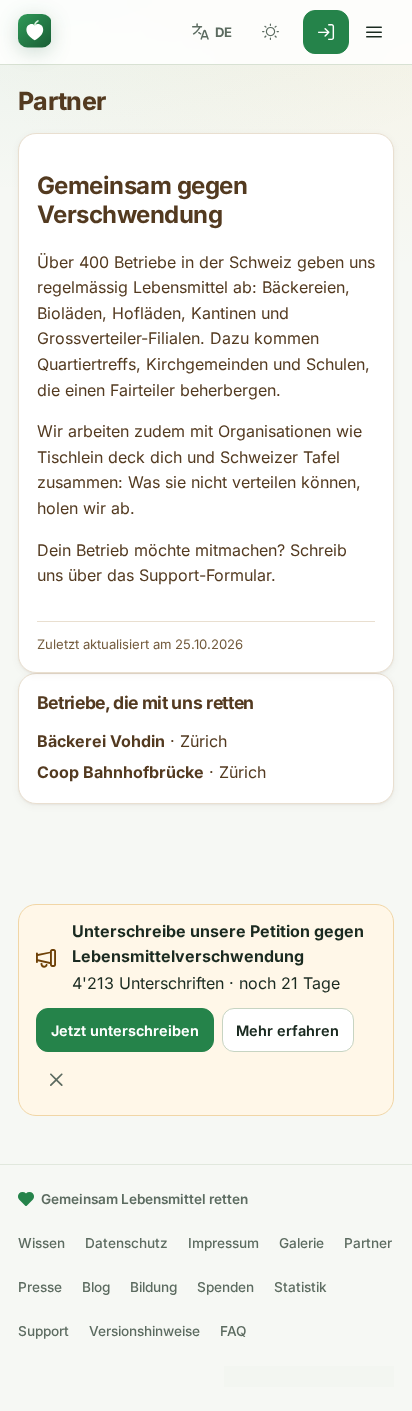 DE
Partner
Gemeinsam gegen
Verschwendung
Über 400 Betriebe in der Schweiz geben uns
regelmässig Lebensmittel ab: Bäckereien,
Bioläden, Hofläden, Kantinen und
Grossverteiler-Filialen. Dazu kommen
Quartiertreffs, Kirchgemeinden und Schulen,
die einen Fairteiler beherbergen.
Wir arbeiten zudem mit Organisationen wie
Tischlein deck dich und Schweizer Tafel
zusammen: Was sie nicht verteilen können,
holen wir ab.
Dein Betrieb möchte mitmachen? Schreib
uns über das Support-Formular.
Zuletzt aktualisiert am 25.10.2026
Betriebe, die mit uns retten
Bäckerei Vohdin · Zürich
Coop Bahnhofbrücke · Zürich
Unterschreibe unsere Petition gegen
Lebensmittelverschwendung
4'213 Unterschriften · noch 21 Tage
Jetzt unterschreiben Mehr erfahren
Gemeinsam Lebensmittel retten
Wissen Datenschutz Impressum Galerie Partner
Presse Blog Bildung Spenden Statistik
Support Versionshinweise FAQ